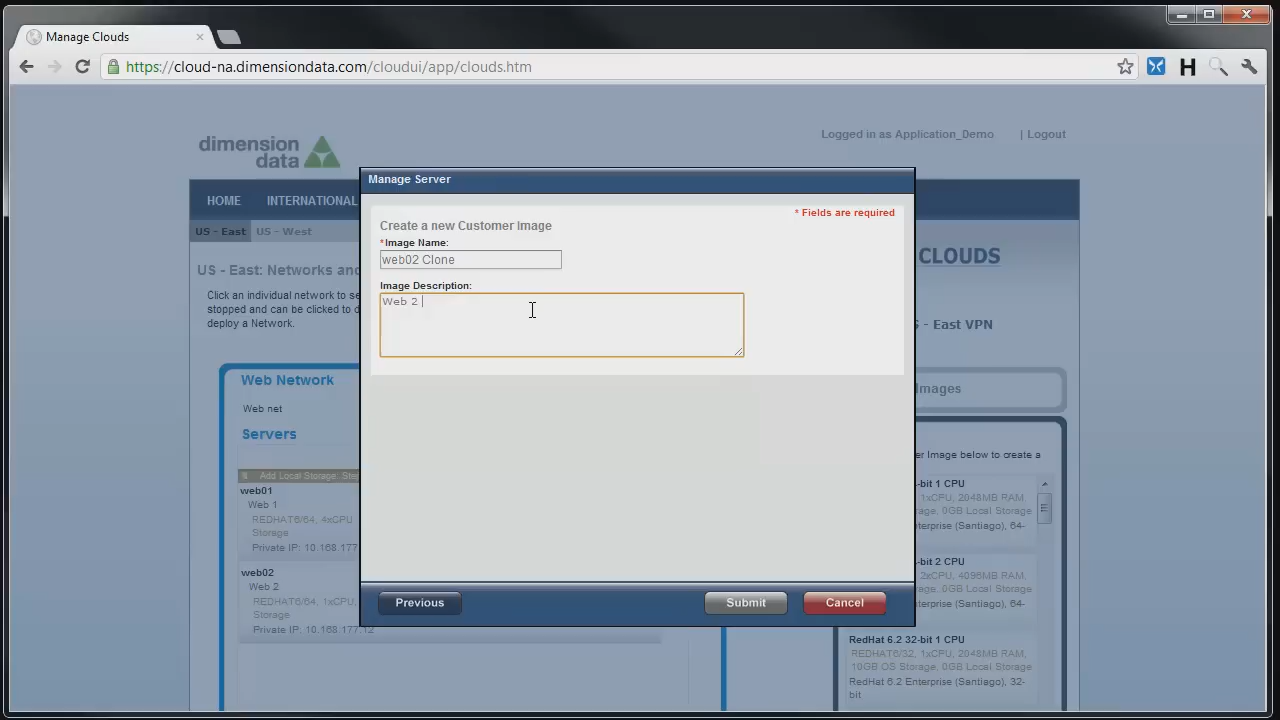 Manage Clouds
https://cloud-na.dimensiondata.com/cloudui/app/clouds.htm
H
dimension
data
Logged in as Application_Demo | Logout
HOME INTERNATIONAL
US - East US - West
CLOUDS
US - East: Networks and
Click an individual network to se
stopped and can be clicked to d
deploy a Network.
- East VPN
Manage Server
* Fields are required
Create a new Customer Image
*Image Name:
web02 Clone
Image Description:
Web 2
Previous Submit Cancel
Web Network
Web net
Servers
Add Local Storage: Step
web01
Web 1
REDHAT6/64, 4xCPU
Storage
Private IP: 10.168.177
web02
Web 2
REDHAT6/64, 1xCPU,
Storage
Private IP: 10.168.177.12
Images
er Image below to create a
-bit 1 CPU
1xCPU, 2048MB RAM,
rage, 0GB Local Storage
erprise (Santiago), 64-
-bit 2 CPU
2xCPU, 4096MB RAM,
rage, 0GB Local Storage
erprise (Santiago), 64-
RedHat 6.2 32-bit 1 CPU
REDHAT6/32, 1xCPU, 2048MB RAM,
10GB OS Storage, 0GB Local Storage
RedHat 6.2 Enterprise (Santiago), 32-
bit